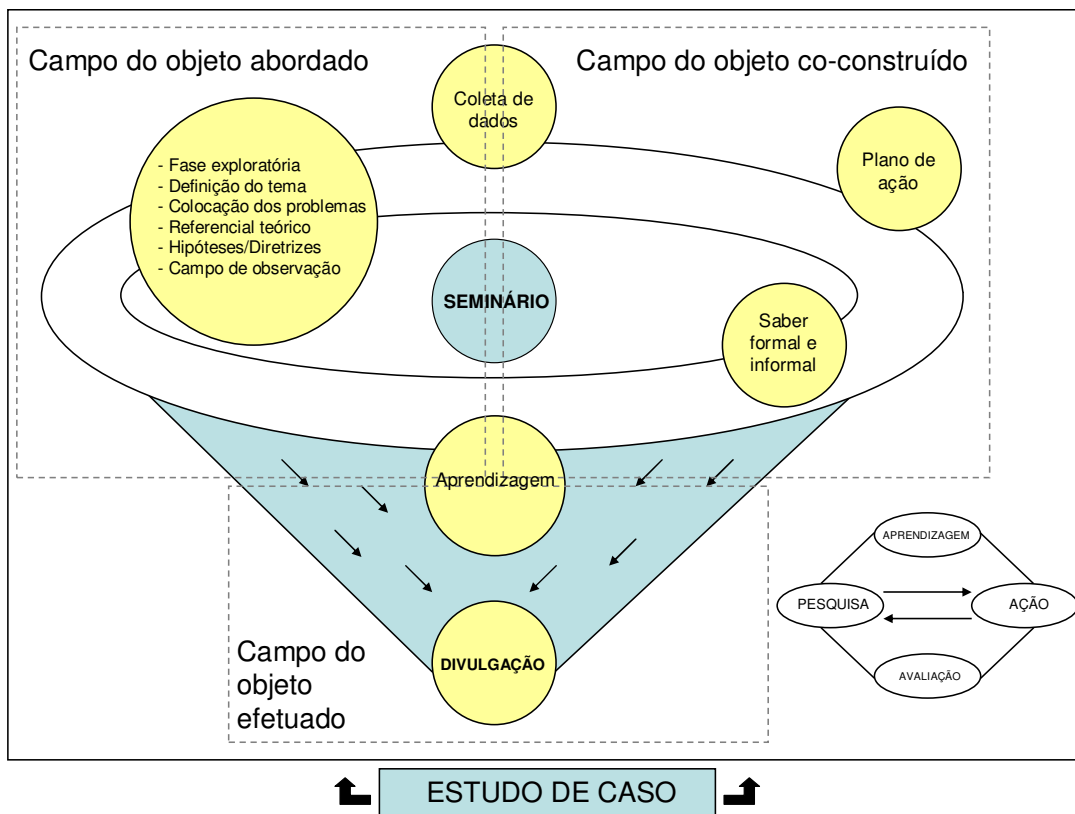 Campo do objeto abordado
Campo do objeto co-construído
Coleta de
dados
Plano de
ação
- Fase exploratória
- Definição do tema
- Colocação dos problemas
- Referencial teórico
- Hipóteses/Diretrizes
- Campo de observação
SEMINÁRIO
Saber
formal e
informal
Aprendizagem
APRENDIZAGEM
PESQUISA
AÇÃO
AVALIAÇÃO
Campo do
objeto
efetuado
DIVULGAÇÃO
ESTUDO DE CASO